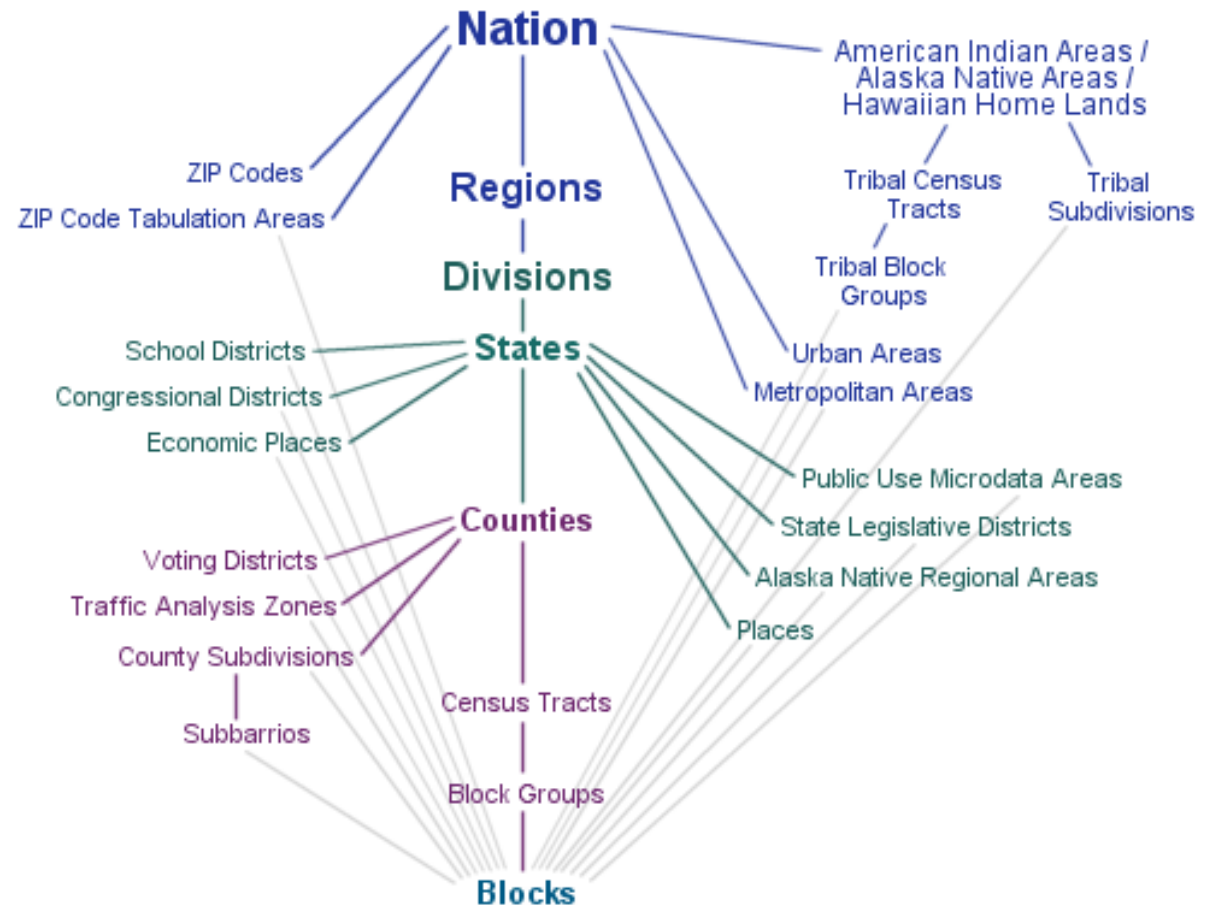 Nation
American Indian Areas /
Alaska Native Areas /
Hawaiian Home Lands
ZIP Codes
Regions
Tribal Census
Tracts
Tribal
Subdivisions
ZIP Code Tabulation Areas
Divisions
Tribal Block
Groups
School Districts
States
Urban Areas
Congressional Districts
Metropolitan Areas
Economic Places
Public Use Microdata Areas
Counties
State Legislative Districts
Voting Districts
Alaska Native Regional Areas
Traffic Analysis Zones
Places
County Subdivisions
Census Tracts
Subbarrios
Block Groups
Blocks